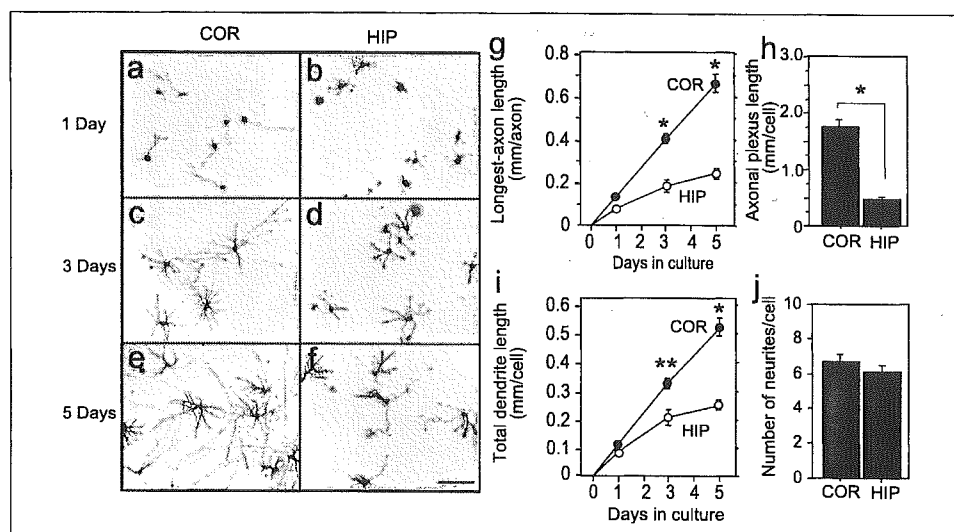 COR HIP
1 Day
3 Days
5 Days
a
b
c
d
e
f
g
Longest-axon length
(mm/axon)
0.8
0.6
0.4
0.2
0
COR
HIP
*
*
0 1 2 3 4 5
Days in culture
h
Axonal plexus length
(mm/cell)
3.0
2.0
1.0
0
*
COR HIP
i
Total dendrite length
(mm/cell)
0.6
0.5
0.4
0.3
0.2
0.1
0
COR
HIP
**
*
0 1 2 3 4 5
Days in culture
j
Number of neurites/cell
10
8
6
4
2
0
COR HIP